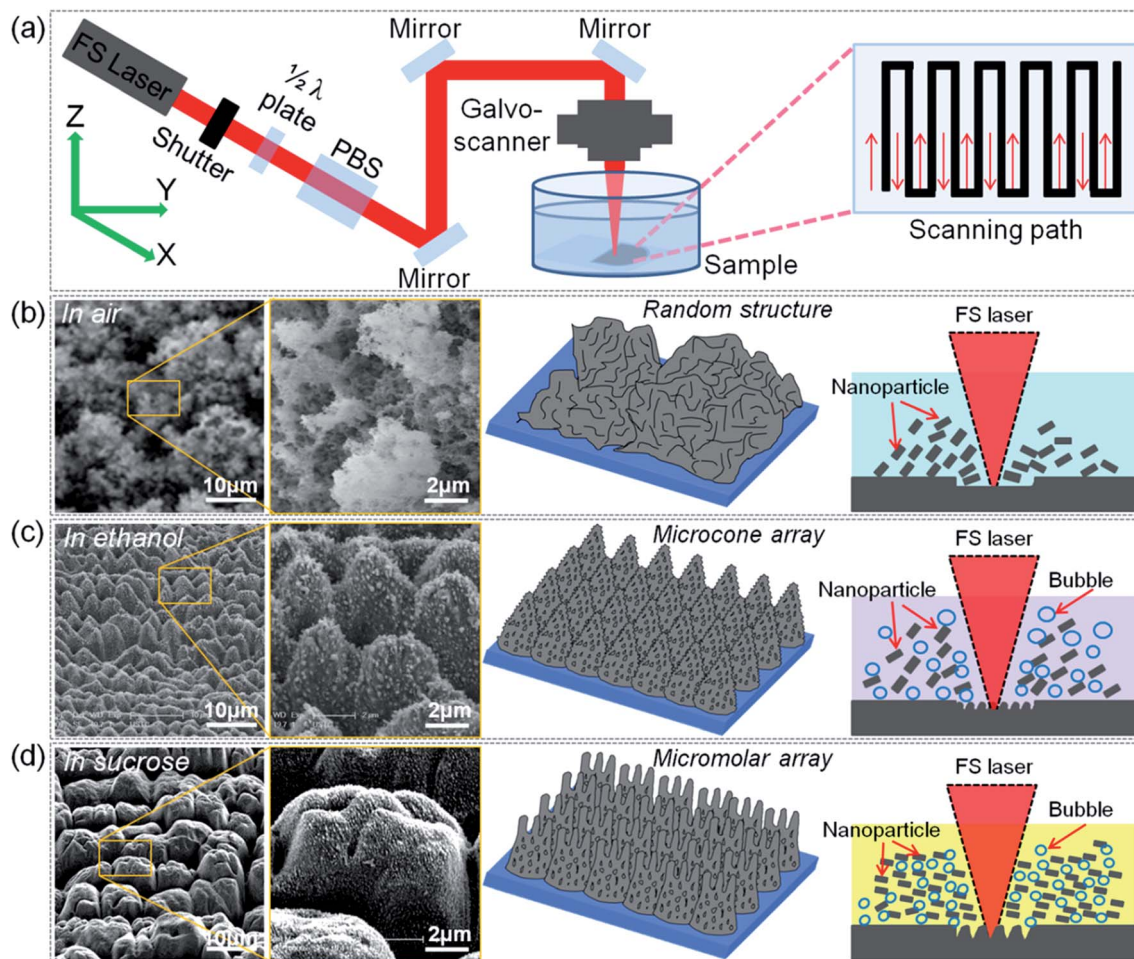 (a)
FS Laser
Shutter
½ λ
plate
PBS
Mirror
Mirror
Mirror
Galvo-
scanner
Sample
Scanning path
Z
Y
X
(b)
In air
10μm
2μm
Random structure
FS laser
Nanoparticle
(c)
In ethanol
10μm
2μm
Microcone array
FS laser
Nanoparticle
Bubble
(d)
In sucrose
10μm
2μm
Micromolar array
FS laser
Nanoparticle
Bubble